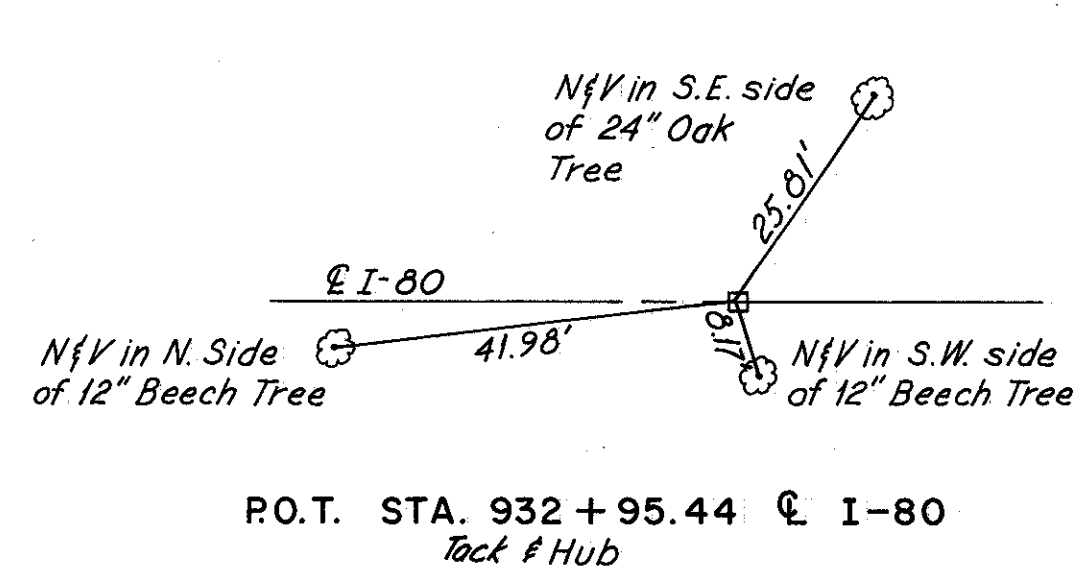 N&V in S.E. side
of 24" Oak
Tree
25.81'
℄ I-80
41.98'
8.17'
N&V in N. Side
of 12" Beech Tree
N&V in S.W. side
of 12" Beech Tree
P.O.T. STA. 932+95.44 ℄ I-80
Tack & Hub